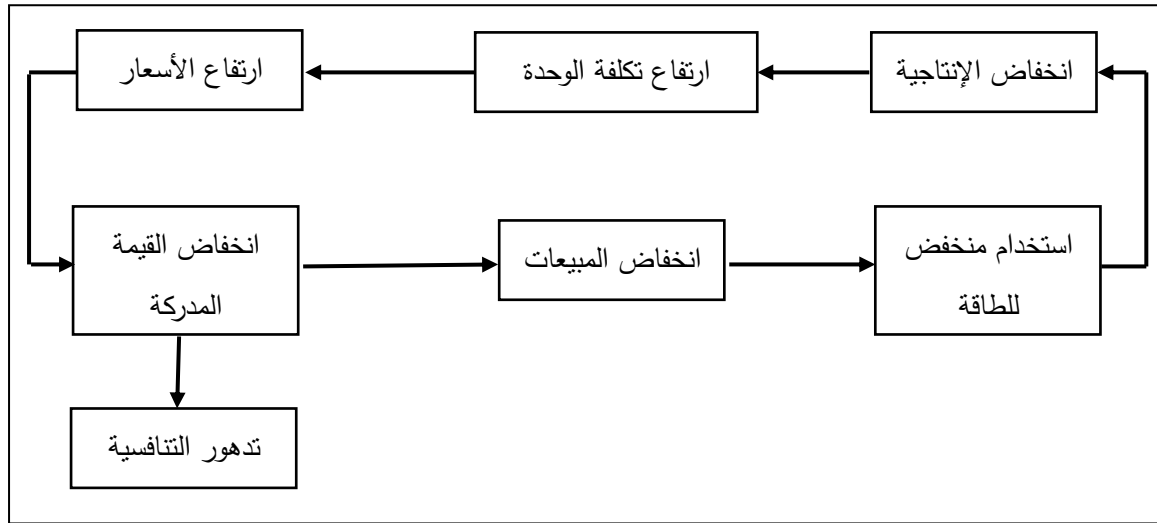 انخفاض الإنتاجية
ارتفاع تكلفة الوحدة
ارتفاع الأسعار
استخدام منخفض
للطاقة
انخفاض المبيعات
انخفاض القيمة
المدركة
تدهور التنافسية